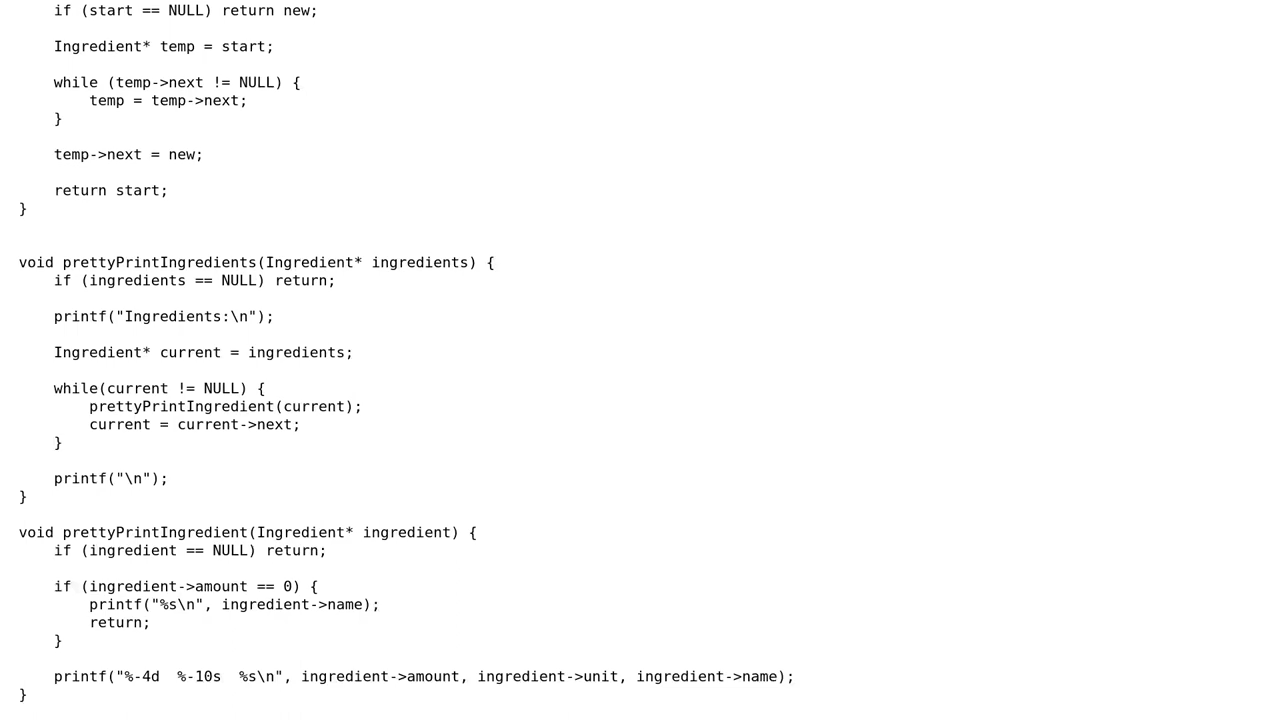 if (start == NULL) return new;

    Ingredient* temp = start;

    while (temp->next != NULL) {
        temp = temp->next;
    }

    temp->next = new;

    return start;
}


void prettyPrintIngredients(Ingredient* ingredients) {
    if (ingredients == NULL) return;

    printf("Ingredients:\n");

    Ingredient* current = ingredients;

    while(current != NULL) {
        prettyPrintIngredient(current);
        current = current->next;
    }

    printf("\n");
}

void prettyPrintIngredient(Ingredient* ingredient) {
    if (ingredient == NULL) return;

    if (ingredient->amount == 0) {
        printf("%s\n", ingredient->name);
        return;
    }

    printf("%-4d  %-10s  %s\n", ingredient->amount, ingredient->unit, ingredient->name);
}